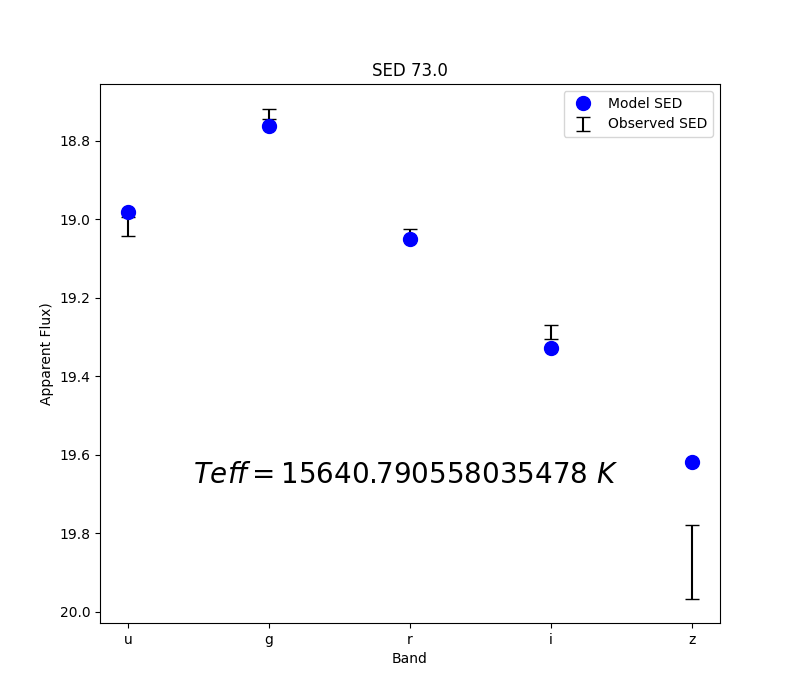 SED 73.0
Model SED
Observed SED
18.8
19.0
19.2
19.4
19.6
19.8
20.0
Apparent Flux)
Teff = 15640.790558035478 K
u g r i z
Band